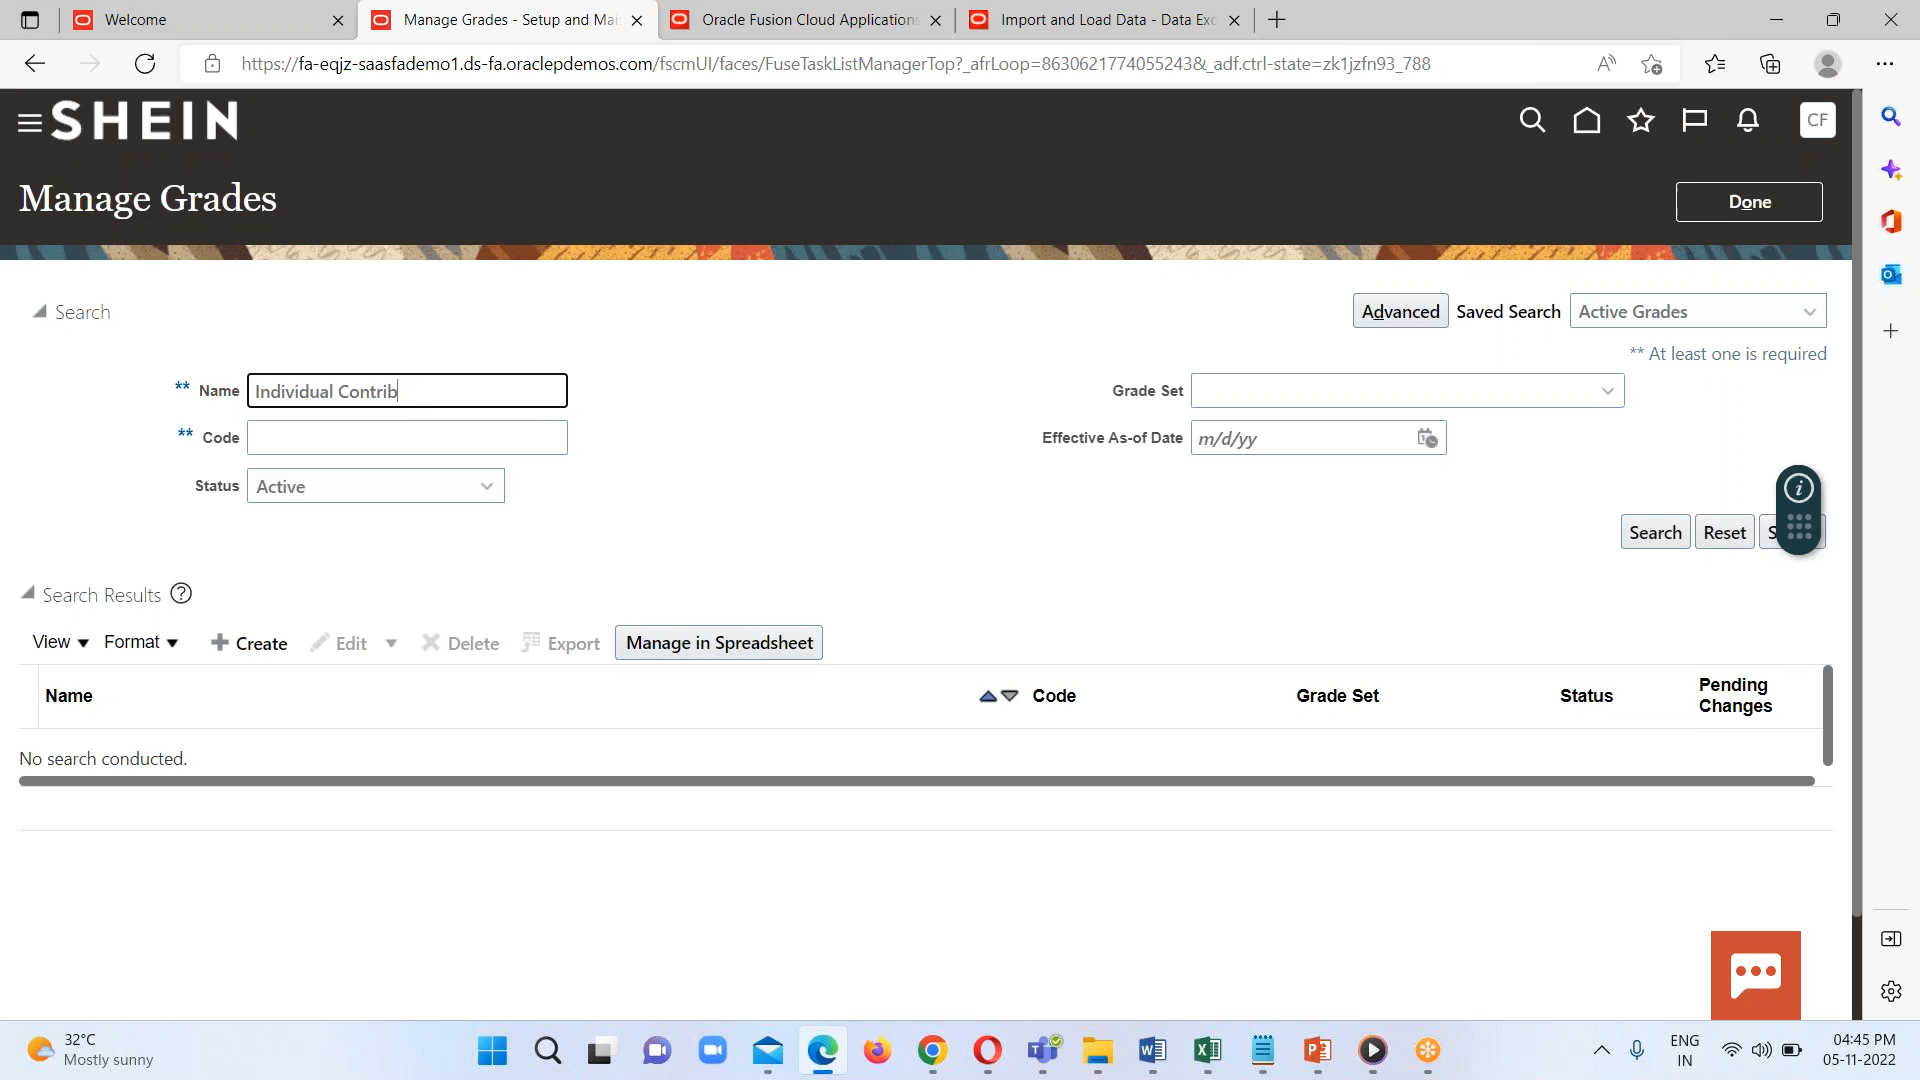 Welcome
Manage Grades - Setup and Mai
Oracle Fusion Cloud Applications
Import and Load Data - Data Exc
https://fa-eqjz-saasfademo1.ds-fa.oraclepdemos.com/fscmUI/faces/FuseTaskListManagerTop?_afrLoop=8630621774055243&_adf.ctrl-state=zk1jzfn93_788
SHEIN
CF
Manage Grades
Done
Search
Advanced Saved Search Active Grades
** At least one is required
** Name Individual Contrib
Grade Set
** Code
Effective As-of Date m/d/yy
Status Active
Search Reset S
Search Results
View Format Create Edit Delete Export Manage in Spreadsheet
Name Code Grade Set Status Pending Changes
No search conducted.
32°C
Mostly sunny
ENG
IN
04:45 PM
05-11-2022